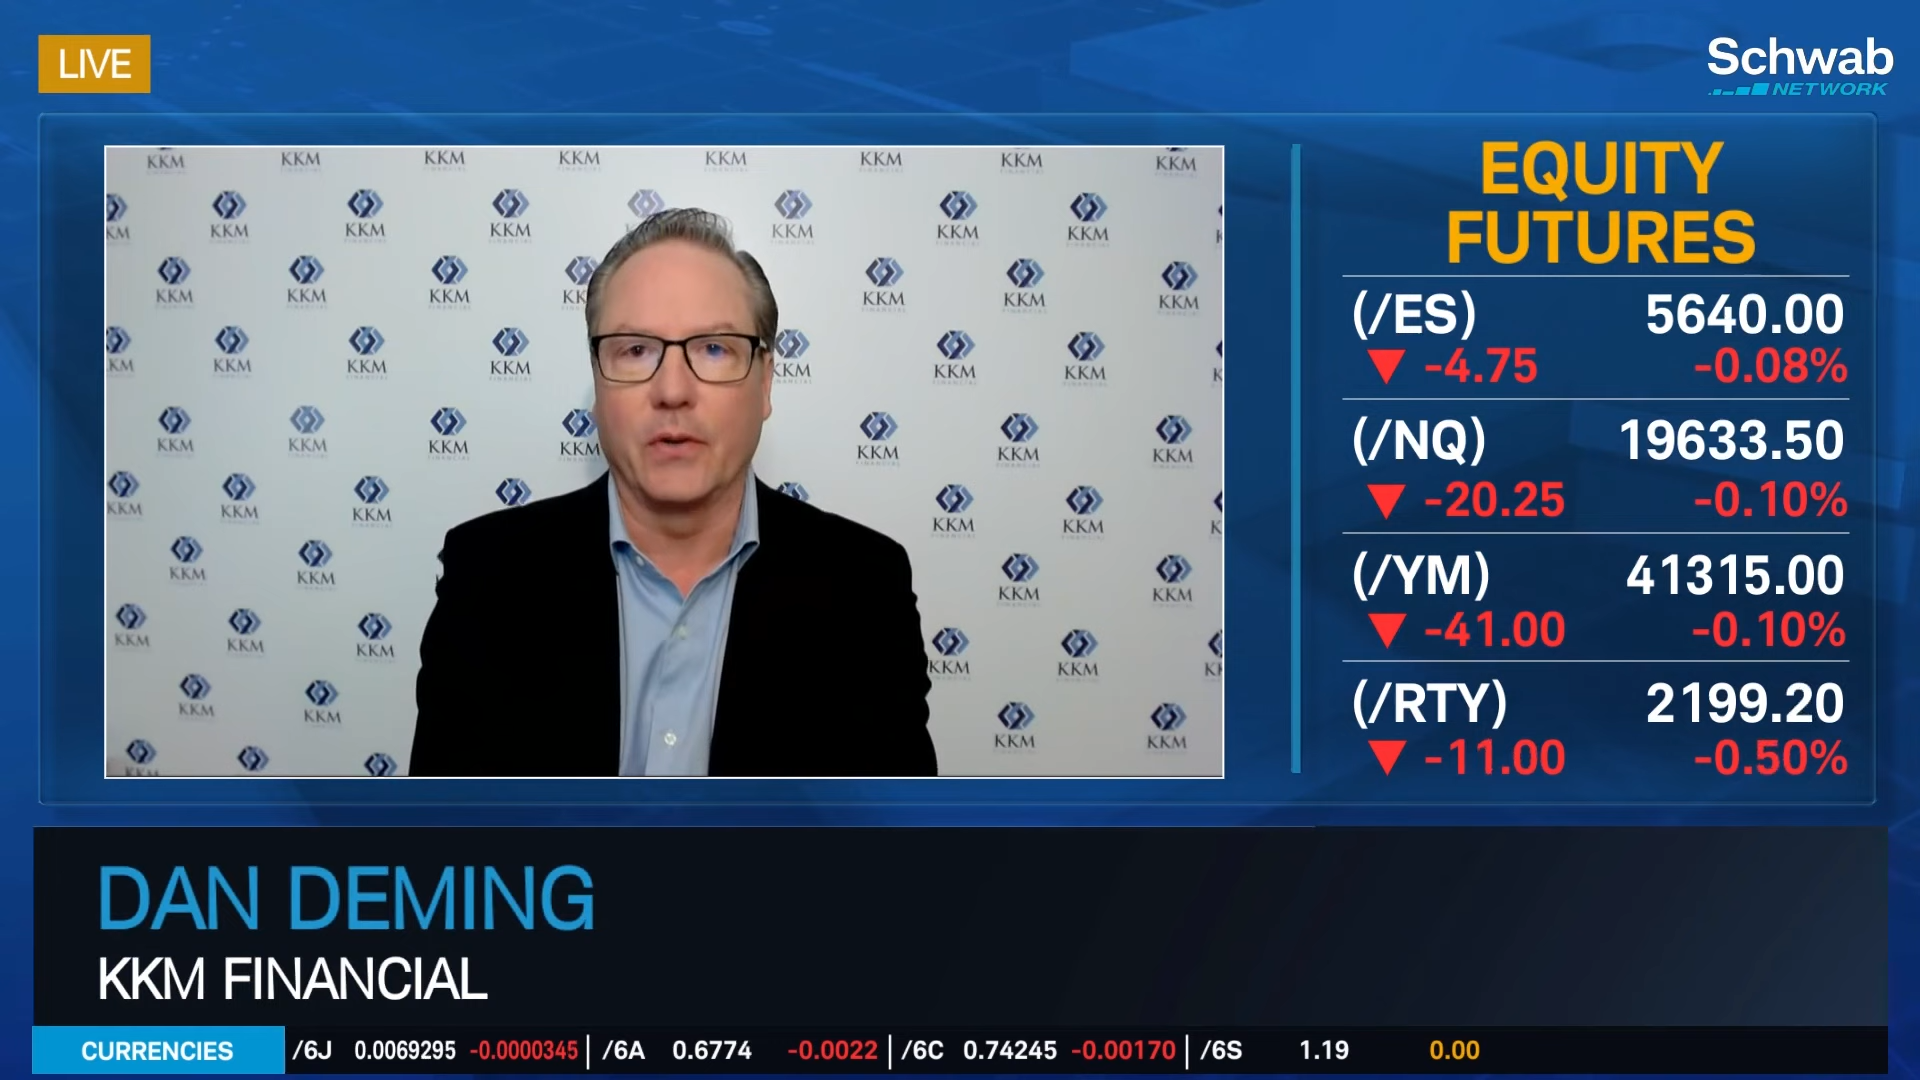 LIVE
Schwab
NETWORK
KKM
FINANCIAL
EQUITY
FUTURES
(/ES) 5640.00
▼ -4.75 -0.08%
(/NQ) 19633.50
▼ -20.25 -0.10%
(/YM) 41315.00
▼ -41.00 -0.10%
(/RTY) 2199.20
▼ -11.00 -0.50%
DAN DEMING
KKM FINANCIAL
CURRENCIES /6J 0.0069295 -0.0000345 | /6A 0.6774 -0.0022 | /6C 0.74245 -0.00170 | /6S 1.19 0.00